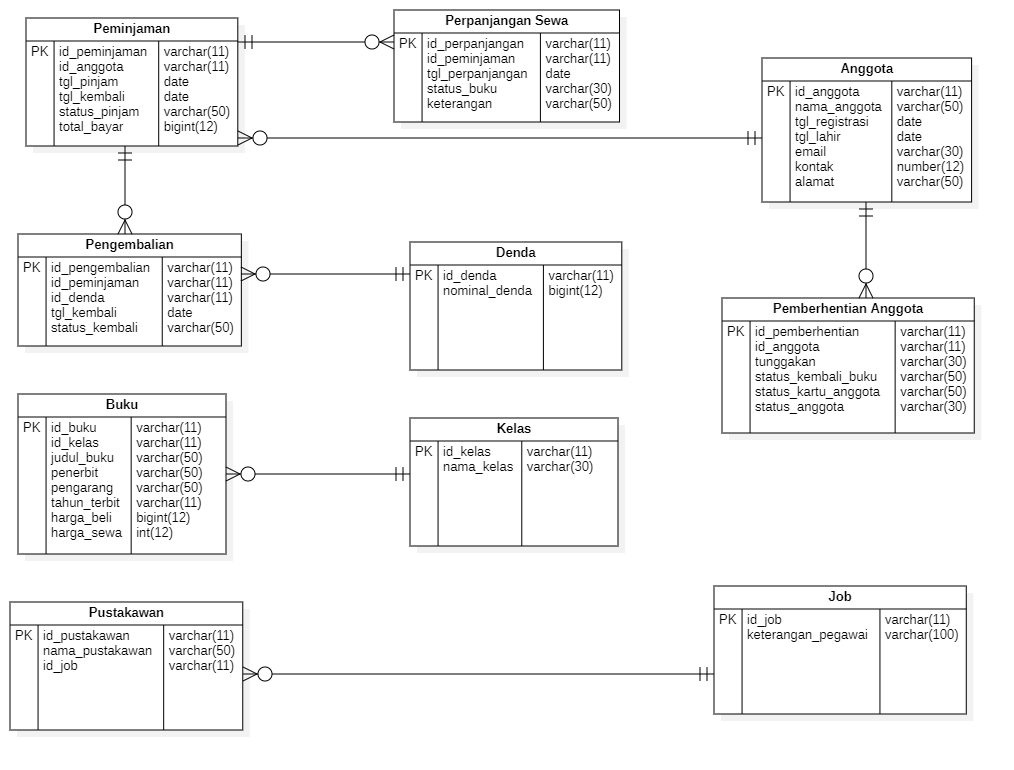 Peminjaman
PK id_peminjaman varchar(11)
id_anggota varchar(11)
tgl_pinjam date
tgl_kembali date
status_pinjam varchar(50)
total_bayar bigint(12)
Perpanjangan Sewa
PK id_perpanjangan varchar(11)
id_peminjaman varchar(11)
tgl_perpanjangan date
status_buku varchar(30)
keterangan varchar(50)
Anggota
PK id_anggota varchar(11)
nama_anggota varchar(50)
tgl_registrasi date
tgl_lahir date
email varchar(30)
kontak number(12)
alamat varchar(50)
Pengembalian
PK id_pengembalian varchar(11)
id_peminjaman varchar(11)
id_denda varchar(11)
tgl_kembali date
status_kembali varchar(50)
Denda
PK id_denda varchar(11)
nominal_denda bigint(12)
Pemberhentian Anggota
PK id_pemberhentian varchar(11)
id_anggota varchar(11)
tunggakan varchar(30)
status_kembali_buku varchar(50)
status_kartu_anggota varchar(50)
status_anggota varchar(30)
Buku
PK id_buku varchar(11)
id_kelas varchar(11)
judul_buku varchar(50)
penerbit varchar(50)
pengarang varchar(50)
tahun_terbit varchar(11)
harga_beli bigint(12)
harga_sewa int(12)
Kelas
PK id_kelas varchar(11)
nama_kelas varchar(30)
Pustakawan
PK id_pustakawan varchar(11)
nama_pustakawan varchar(50)
id_job varchar(11)
Job
PK id_job varchar(11)
keterangan_pegawai varchar(100)